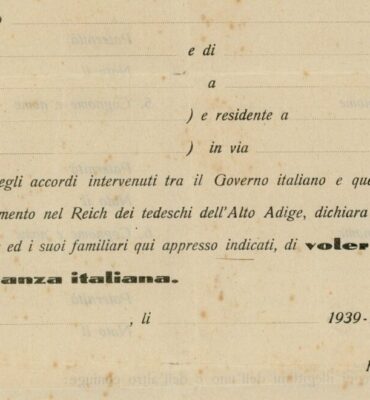 e di
a
) e residente a
) in via
egli accordi intervenuti tra il Governo italiano e que
mento nel Reich dei tedeschi dell'Alto Adige, dichiara
ed i suoi familiari qui appresso indicati, di voler
anza italiana.
, li 1939-